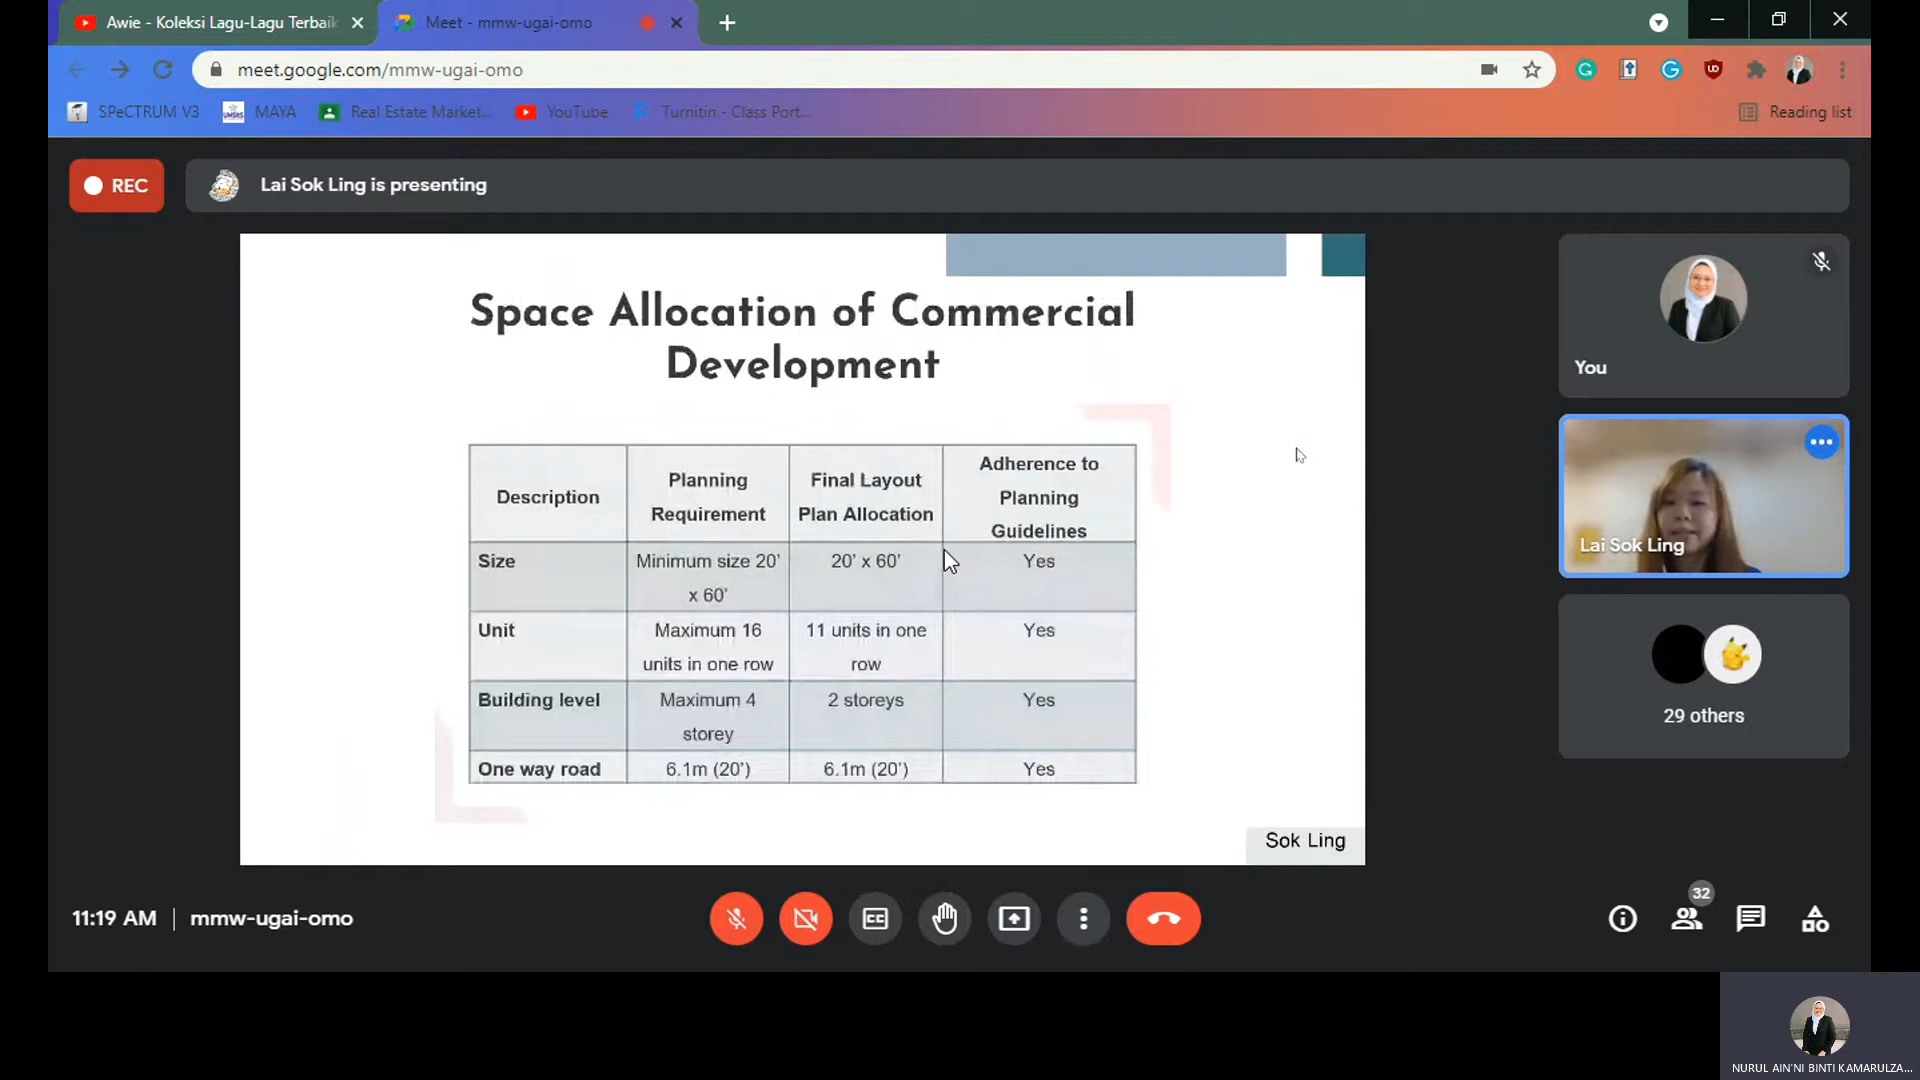 Awie - Koleksi Lagu-Lagu Terbaik
Meet - mmw-ugai-omo
meet.google.com/mmw-ugai-omo
SPeCTRUM V3
MAYA
Real Estate Market...
YouTube
Turnitin - Class Port...
Reading list
REC
Lai Sok Ling is presenting
Space Allocation of Commercial
Development
Description
Planning
Requirement
Final Layout
Plan Allocation
Adherence to
Planning
Guidelines
Size
Minimum size 20'
x 60'
20' x 60'
Yes
Unit
Maximum 16
units in one row
11 units in one
row
Yes
Building level
Maximum 4
storey
2 storeys
Yes
One way road
6.1m (20')
6.1m (20')
Yes
Sok Ling
You
Lai Sok Ling
29 others
11:19 AM | mmw-ugai-omo
32
NURUL AIN'NI BINTI KAMARULZA...